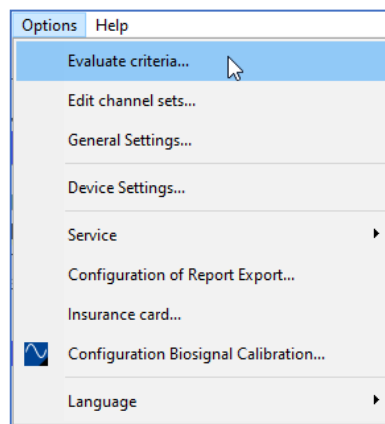 Options Help
Evaluate criteria...
Edit channel sets...
General Settings...
Device Settings...
Service
Configuration of Report Export...
Insurance card...
Configuration Biosignal Calibration...
Language